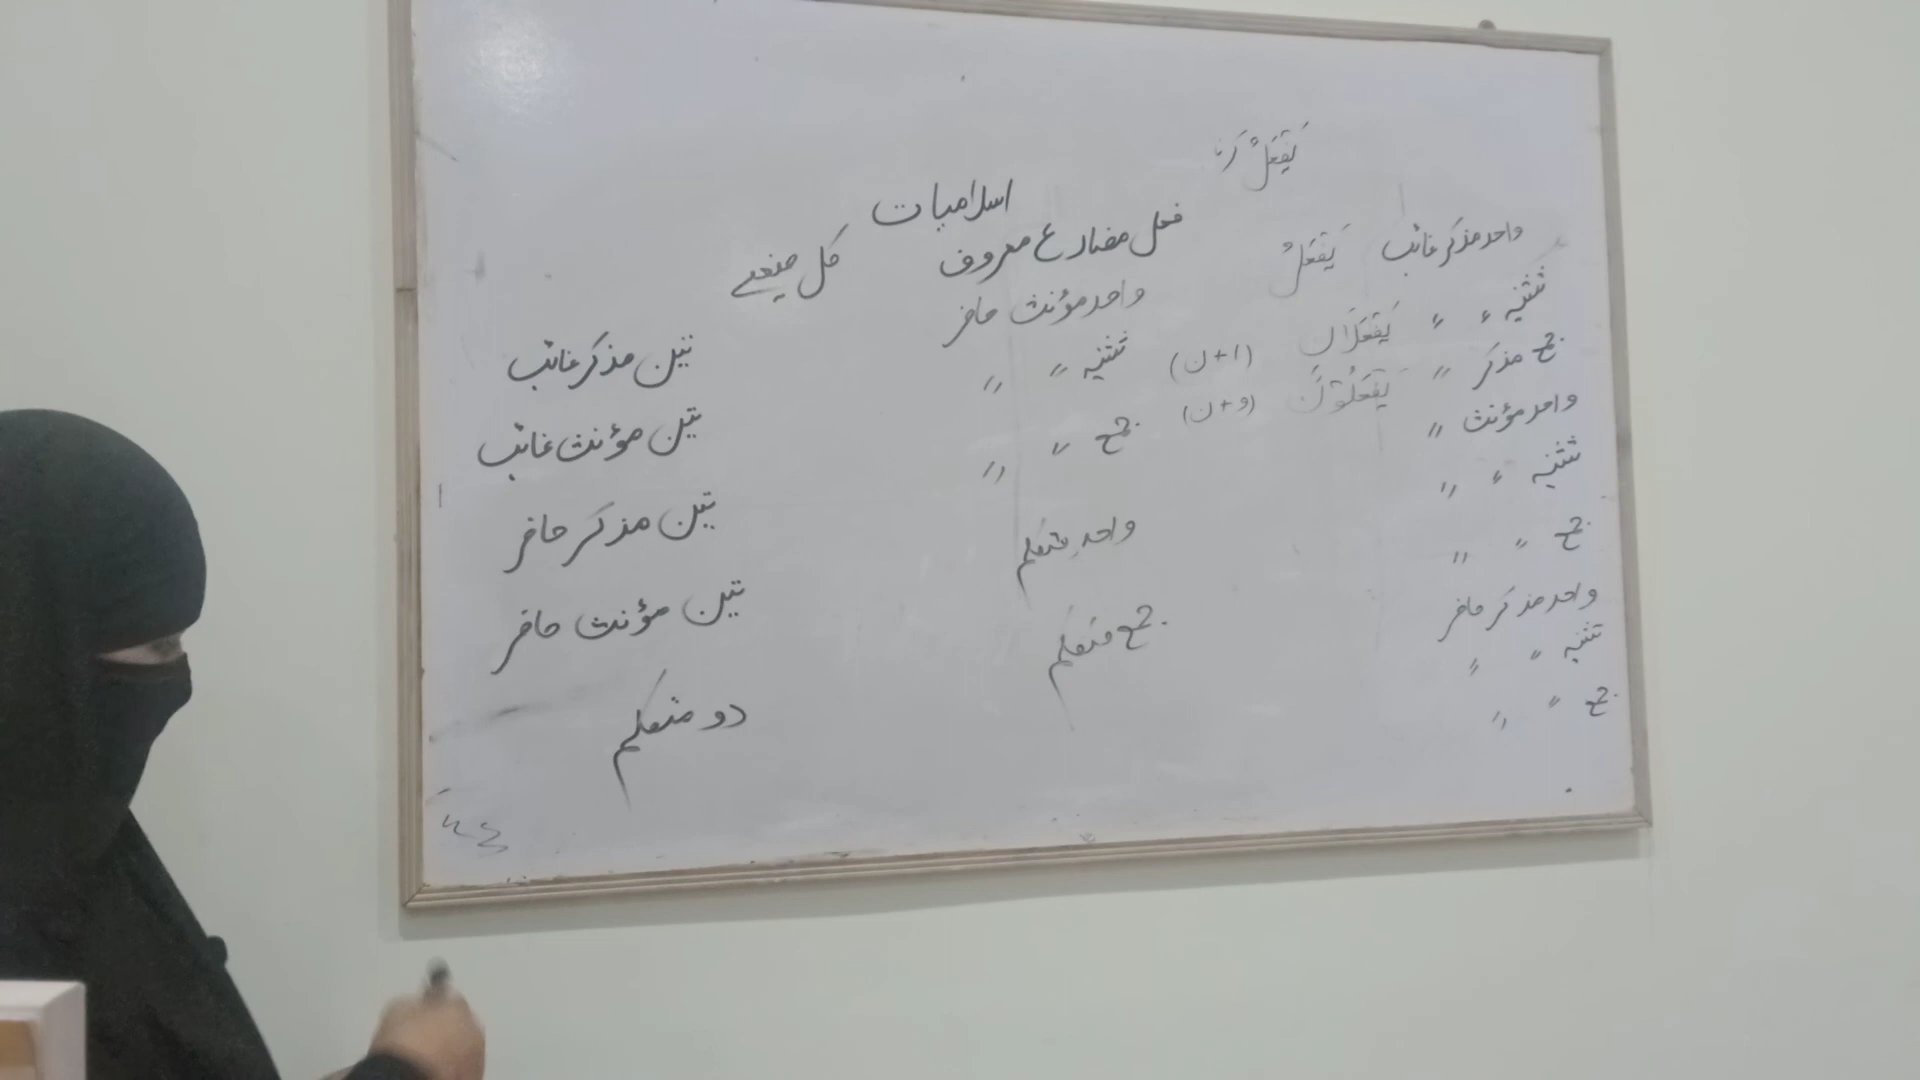 يَفْعَلُ کرنا
اسلامیات
فعل مضارع معروف
کل صیغے
واحد مذکر غائب يَفْعَلُ
تثنیہ 〃 〃 يَفْعَلَانِ (ا+ن)
جمع مذکر 〃 يَفْعَلُوْنَ (و+ن)
واحد مؤنث 〃
تثنیہ 〃 〃
جمع 〃 〃
واحد مذکر حاضر
تثنیہ 〃 〃
جمع 〃 〃
واحد مؤنث حاضر
تثنیہ 〃 〃
جمع 〃 〃
واحد متکلم
جمع متکلم
تین مذکر غائب
تین مؤنث غائب
تین مذکر حاضر
تین مؤنث حاضر
دو متکلم